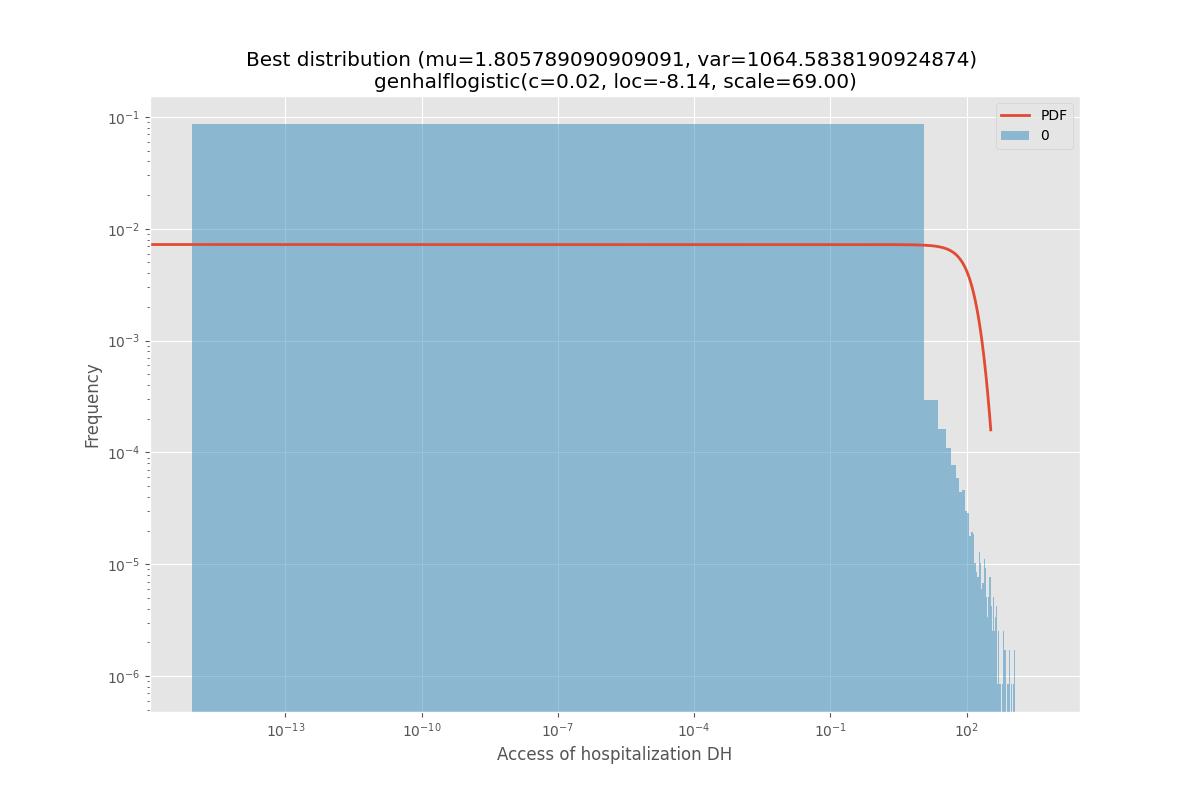 Best distribution (mu=1.805789090909091, var=1064.5838190924874)
genhalflogistic(c=0.02, loc=-8.14, scale=69.00)
PDF
0
10⁻¹
10⁻²
10⁻³
10⁻⁴
10⁻⁵
10⁻⁶
Frequency
10⁻¹³
10⁻¹⁰
10⁻⁷
10⁻⁴
10⁻¹
10²
Access of hospitalization DH